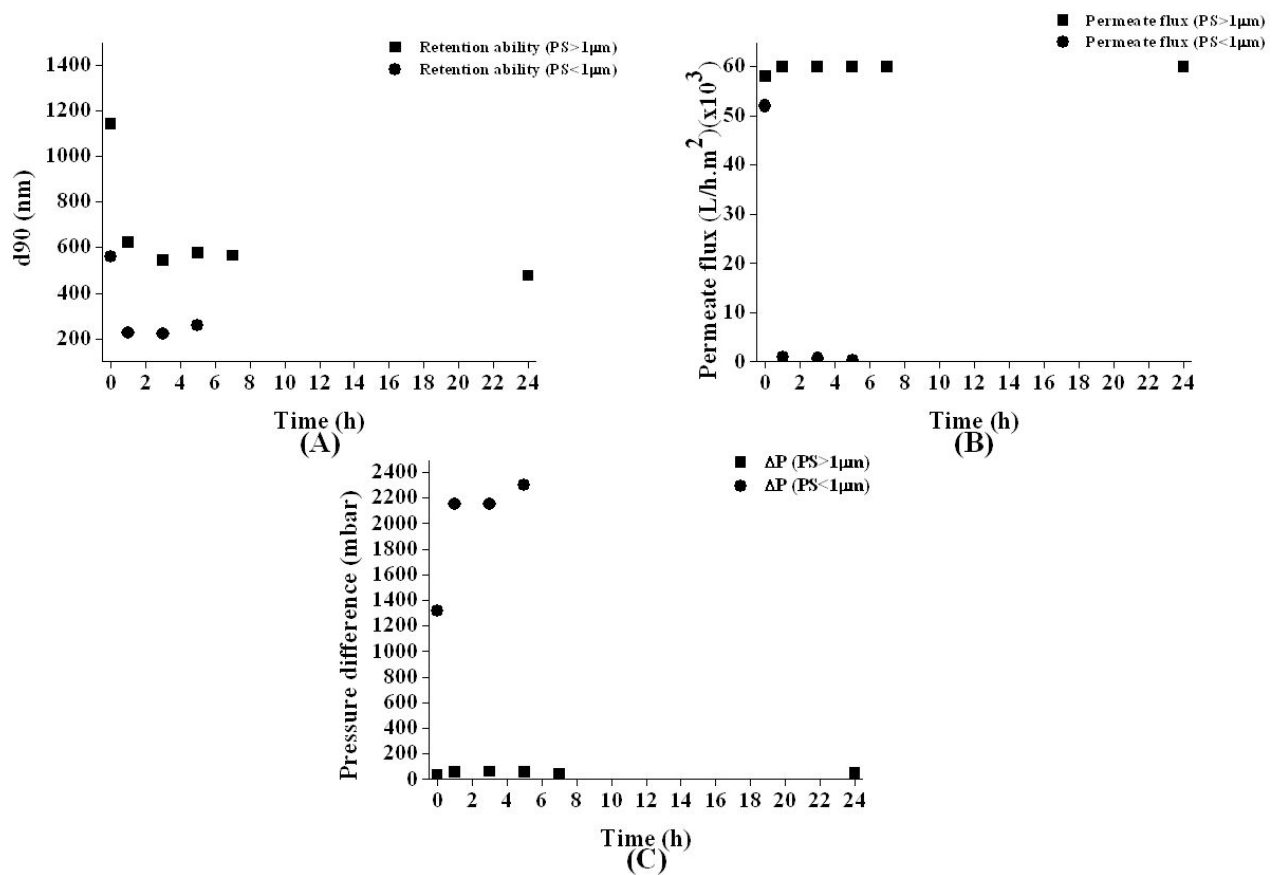 ■ Retention ability (PS>1μm)
● Retention ability (PS<1μm)
1400
1200
1000
800
600
400
200
d90 (nm)
0 2 4 6 8 10 12 14 16 18 20 22 24
Time (h)
(A)
■ Permeate flux (PS>1μm)
● Permeate flux (PS<1μm)
60
50
40
30
20
10
0
Permeate flux (L/h.m²)(x10³)
0 2 4 6 8 10 12 14 16 18 20 22 24
Time (h)
(B)
■ ΔP (PS>1μm)
● ΔP (PS<1μm)
2400
2200
2000
1800
1600
1400
1200
1000
800
600
400
200
0
Pressure difference (mbar)
0 2 4 6 8 10 12 14 16 18 20 22 24
Time (h)
(C)